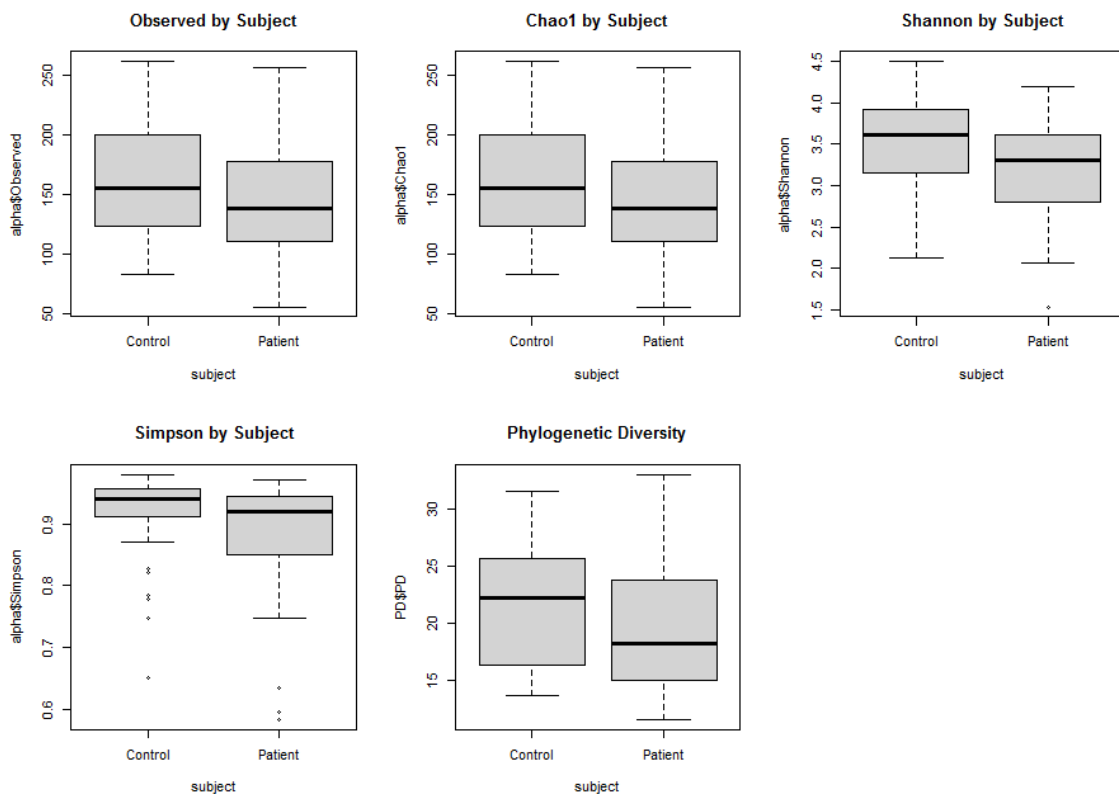 Observed by Subject
alpha$Observed
250
200
150
100
50
Control Patient
subject
Chao1 by Subject
alpha$Chao1
250
200
150
100
50
Control Patient
subject
Shannon by Subject
alpha$Shannon
4.5
4.0
3.5
3.0
2.5
2.0
1.5
Control Patient
subject
Simpson by Subject
alpha$Simpson
0.9
0.8
0.7
0.6
Control Patient
subject
Phylogenetic Diversity
PD$PD
30
25
20
15
Control Patient
subject